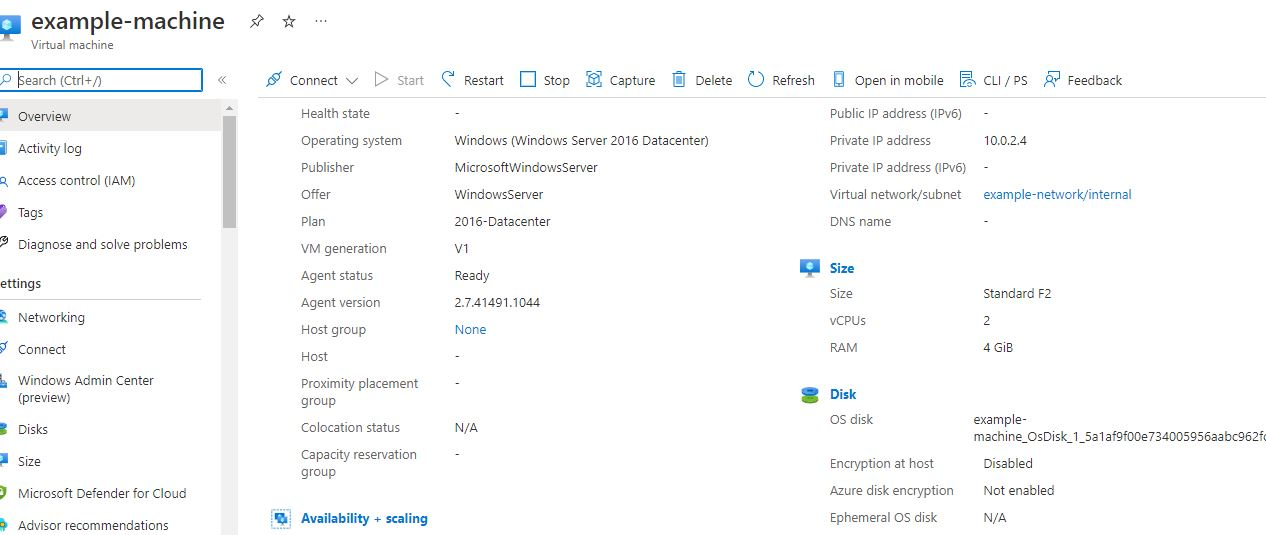 example-machine
Virtual machine
Search (Ctrl+/)
Connect Start Restart Stop Capture Delete Refresh Open in mobile CLI / PS Feedback
Overview
Activity log
Access control (IAM)
Tags
Diagnose and solve problems
ettings
Networking
Connect
Windows Admin Center
(preview)
Disks
Size
Microsoft Defender for Cloud
Advisor recommendations
Health state -
Operating system Windows (Windows Server 2016 Datacenter)
Publisher MicrosoftWindowsServer
Offer WindowsServer
Plan 2016-Datacenter
VM generation V1
Agent status Ready
Agent version 2.7.41491.1044
Host group None
Host -
Proximity placement -
group
Colocation status N/A
Capacity reservation -
group
Availability + scaling
Public IP address (IPv6) -
Private IP address 10.0.2.4
Private IP address (IPv6) -
Virtual network/subnet example-network/internal
DNS name -
Size
Size Standard F2
vCPUs 2
RAM 4 GiB
Disk
OS disk example-
machine_OsDisk_1_5a1af9f00e734005956aabc962fc
Encryption at host Disabled
Azure disk encryption Not enabled
Ephemeral OS disk N/A